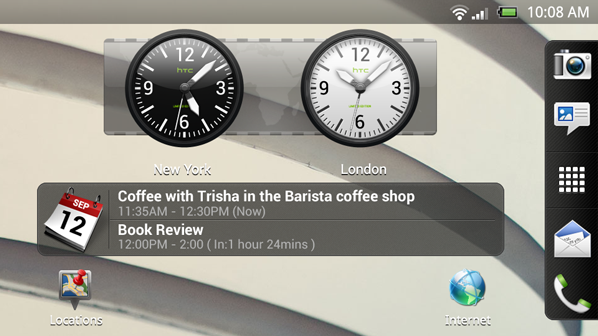 10:08 AM
12
3
6
9
htc
12
3
6
9
htc
New York
London
SEP
12
Coffee with Trisha in the Barista coffee shop
11:35AM - 12:30PM (Now)
Book Review
12:00PM - 2:00 ( In:1 hour 24mins )
Locations
Internet